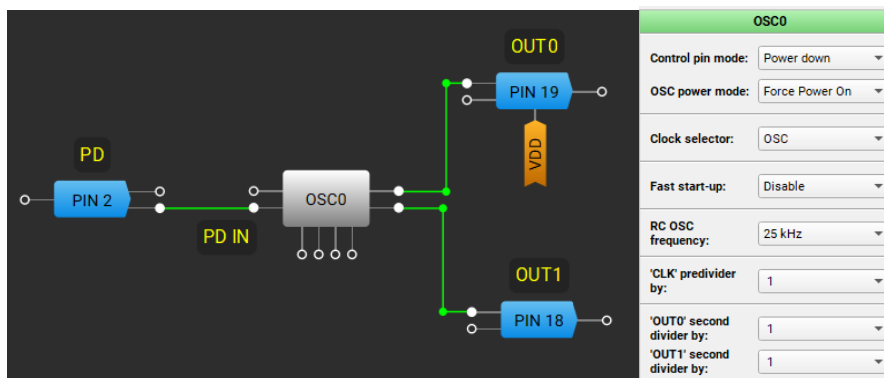 OUT0
PIN 19
VDD
PD
PIN 2
OSC0
PD IN
OUT1
PIN 18
OSC0
Control pin mode: Power down
OSC power mode: Force Power On
Clock selector: OSC
Fast start-up: Disable
RC OSC
frequency: 25 kHz
'CLK' predivider
by: 1
'OUT0' second
divider by: 1
'OUT1' second
divider by: 1